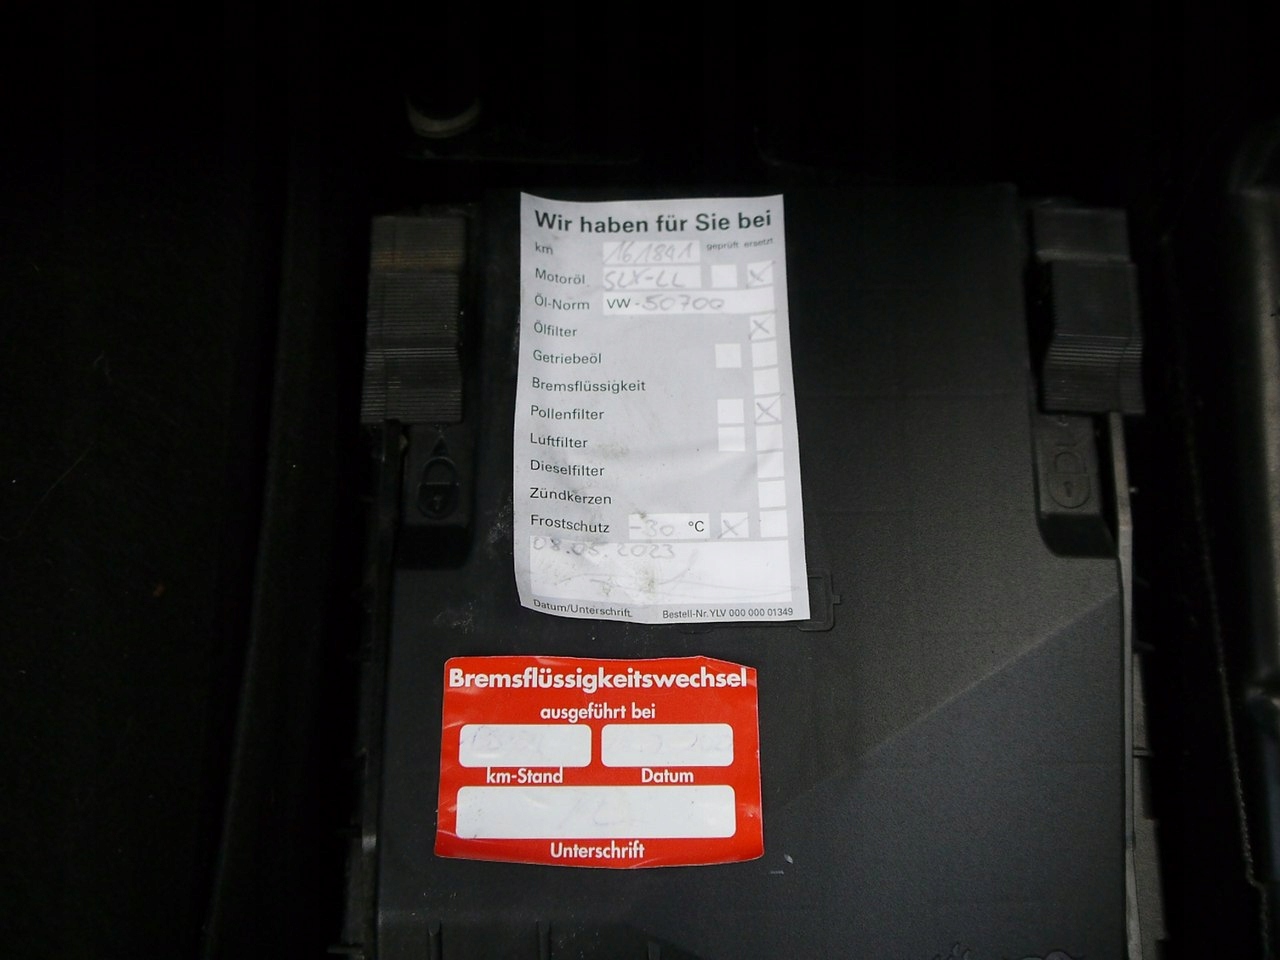 Wir haben für Sie bei
km 161841 geprüft ersetzt
Motoröl SLX-LL
Öl-Norm VW-50700
Ölfilter
Getriebeöl
Bremsflüssigkeit
Pollenfilter
Luftfilter
Dieselfilter
Zündkerzen
Frostschutz -30 °C
08.05.2023
Datum/Unterschrift Bestell-Nr. YLV 000 000 01349
Bremsflüssigkeitswechsel
ausgeführt bei
km-Stand Datum
Unterschrift